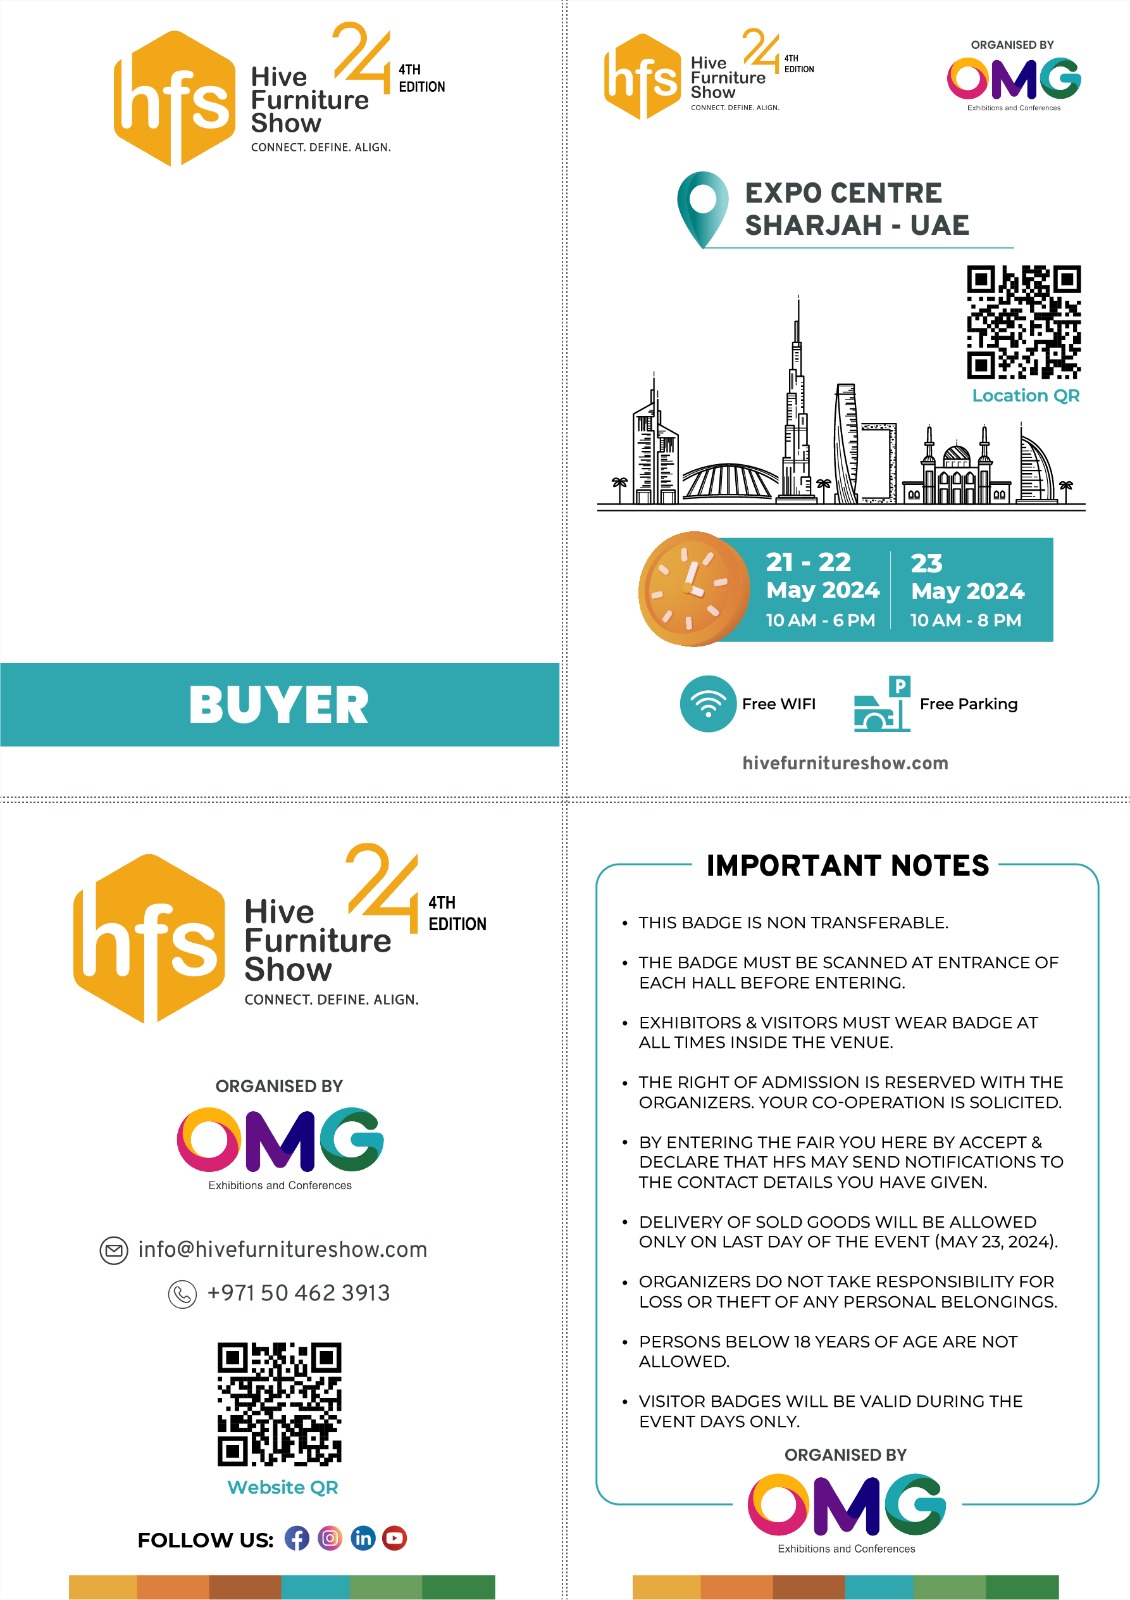 hfs
Hive
Furniture
Show
24
4TH
EDITION
CONNECT. DEFINE. ALIGN.
BUYER
hfs
Hive
Furniture
Show
24
4TH
EDITION
CONNECT. DEFINE. ALIGN.
ORGANISED BY
OMG
Exhibitions and Conferences
EXPO CENTRE
SHARJAH - UAE
Location QR
21 - 22
May 2024
10 AM - 6 PM
23
May 2024
10 AM - 8 PM
Free WIFI
P
Free Parking
hivefurnitureshow.com
hfs
Hive
Furniture
Show
24
4TH
EDITION
CONNECT. DEFINE. ALIGN.
ORGANISED BY
OMG
Exhibitions and Conferences
info@hivefurnitureshow.com
+971 50 462 3913
Website QR
FOLLOW US:
IMPORTANT NOTES
• THIS BADGE IS NON TRANSFERABLE.
• THE BADGE MUST BE SCANNED AT ENTRANCE OF
EACH HALL BEFORE ENTERING.
• EXHIBITORS & VISITORS MUST WEAR BADGE AT
ALL TIMES INSIDE THE VENUE.
• THE RIGHT OF ADMISSION IS RESERVED WITH THE
ORGANIZERS. YOUR CO-OPERATION IS SOLICITED.
• BY ENTERING THE FAIR YOU HERE BY ACCEPT &
DECLARE THAT HFS MAY SEND NOTIFICATIONS TO
THE CONTACT DETAILS YOU HAVE GIVEN.
• DELIVERY OF SOLD GOODS WILL BE ALLOWED
ONLY ON LAST DAY OF THE EVENT (MAY 23, 2024).
• ORGANIZERS DO NOT TAKE RESPONSIBILITY FOR
LOSS OR THEFT OF ANY PERSONAL BELONGINGS.
• PERSONS BELOW 18 YEARS OF AGE ARE NOT
ALLOWED.
• VISITOR BADGES WILL BE VALID DURING THE
EVENT DAYS ONLY.
ORGANISED BY
OMG
Exhibitions and Conferences